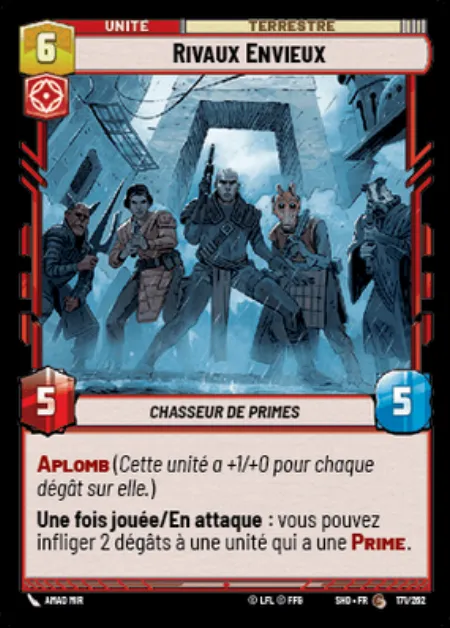 UNITÉ
TERRESTRE
6
RIVAUX ENVIEUX
5
5
CHASSEUR DE PRIMES
APLOMB (Cette unité a +1/+0 pour chaque
dégât sur elle.)
Une fois jouée/En attaque : vous pouvez
infliger 2 dégâts à une unité qui a une PRIME.
AMAD MIR
© LFL © FFG
SHD • FR
C
171/262